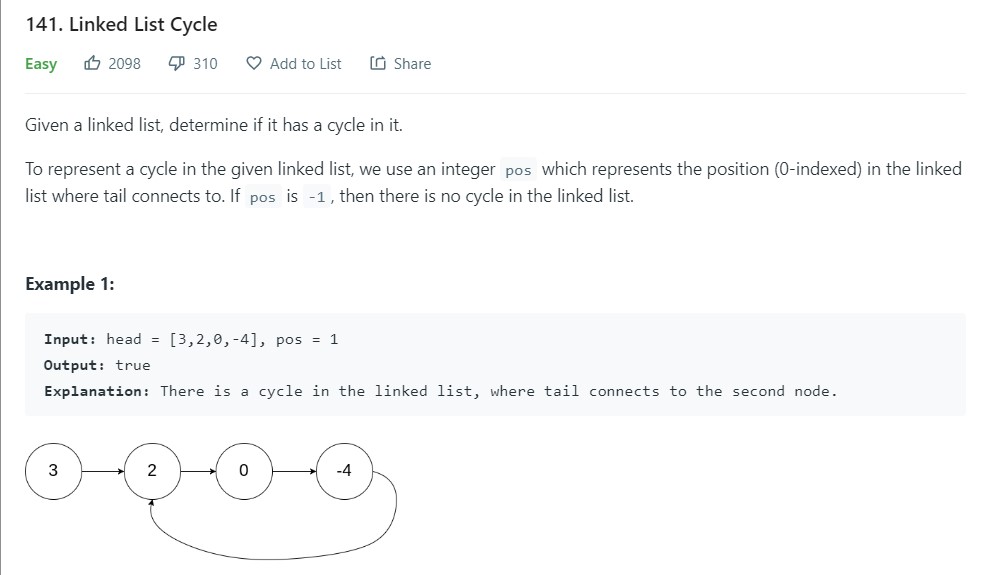 141. Linked List Cycle
Easy 2098 310 Add to List Share
Given a linked list, determine if it has a cycle in it.
To represent a cycle in the given linked list, we use an integer pos which represents the position (0-indexed) in the linked
list where tail connects to. If pos is -1 , then there is no cycle in the linked list.
Example 1:
Input: head = [3,2,0,-4], pos = 1
Output: true
Explanation: There is a cycle in the linked list, where tail connects to the second node.
3 2 0 -4